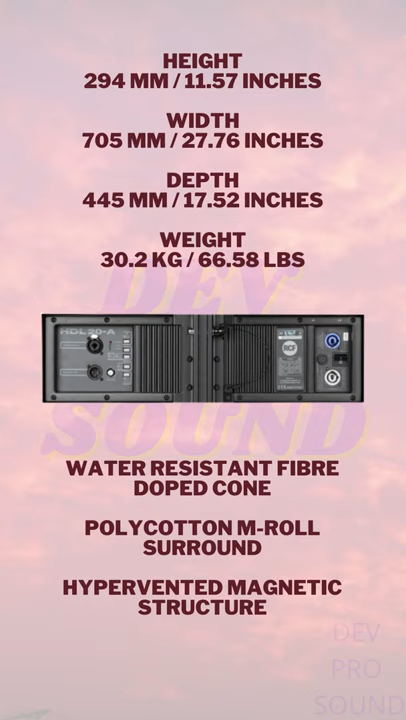 HEIGHT
294 MM / 11.57 INCHES
WIDTH
705 MM / 27.76 INCHES
DEPTH
445 MM / 17.52 INCHES
WEIGHT
30.2 KG / 66.58 LBS
DEV
HDL20-A
RCF
SOUND
WATER RESISTANT FIBRE
DOPED CONE
POLYCOTTON M-ROLL
SURROUND
HYPERVENTED MAGNETIC
STRUCTURE
DEV
PRO
SOUND